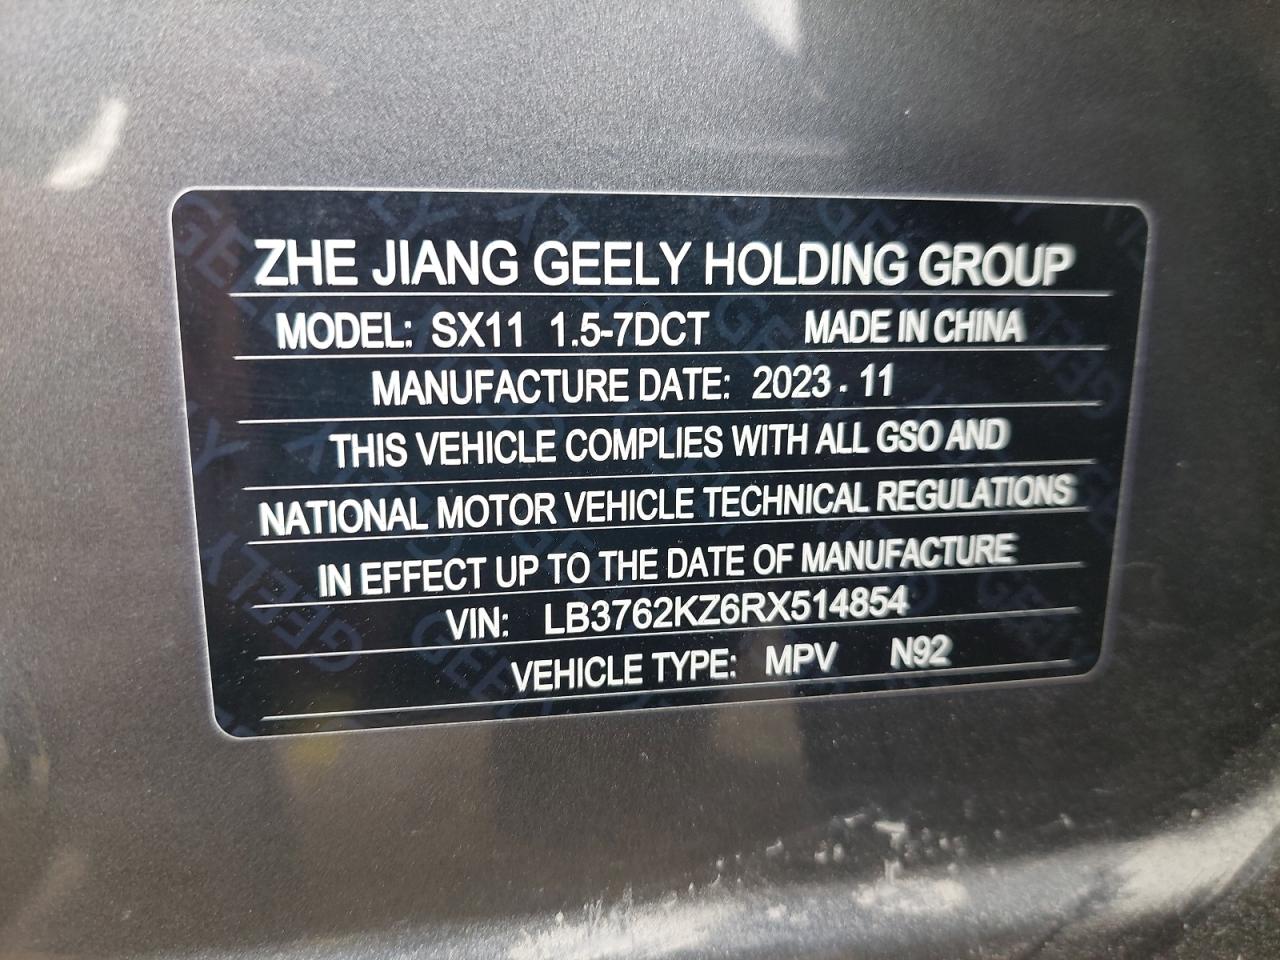 ZHE JIANG GEELY HOLDING GROUP
MODEL: SX11 1.5-7DCT MADE IN CHINA
MANUFACTURE DATE: 2023 . 11
THIS VEHICLE COMPLIES WITH ALL GSO AND
NATIONAL MOTOR VEHICLE TECHNICAL REGULATIONS
IN EFFECT UP TO THE DATE OF MANUFACTURE
VIN: LB3762KZ6RX514854
VEHICLE TYPE: MPV N92